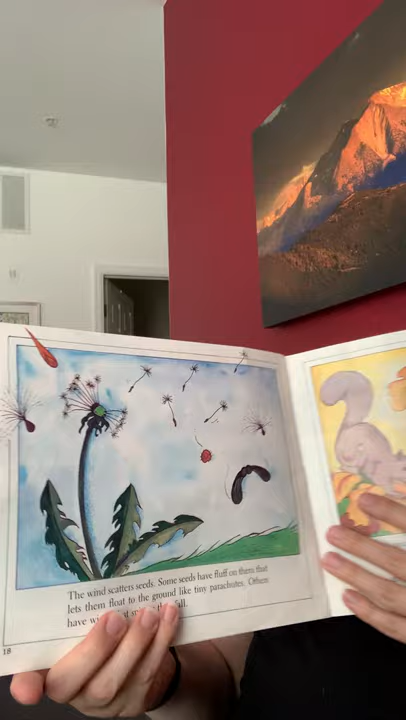 The wind scatters seeds. Some seeds have fluff on them that
lets them float to the ground like tiny parachutes. Others
have fall.
18